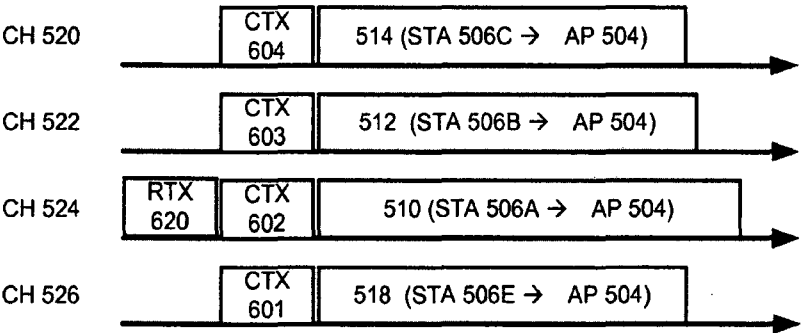 CH 520
CTX
604
514 (STA 506C → AP 504)
CH 522
CTX
603
512 (STA 506B → AP 504)
CH 524
RTX
620
CTX
602
510 (STA 506A → AP 504)
CH 526
CTX
601
518 (STA 506E → AP 504)